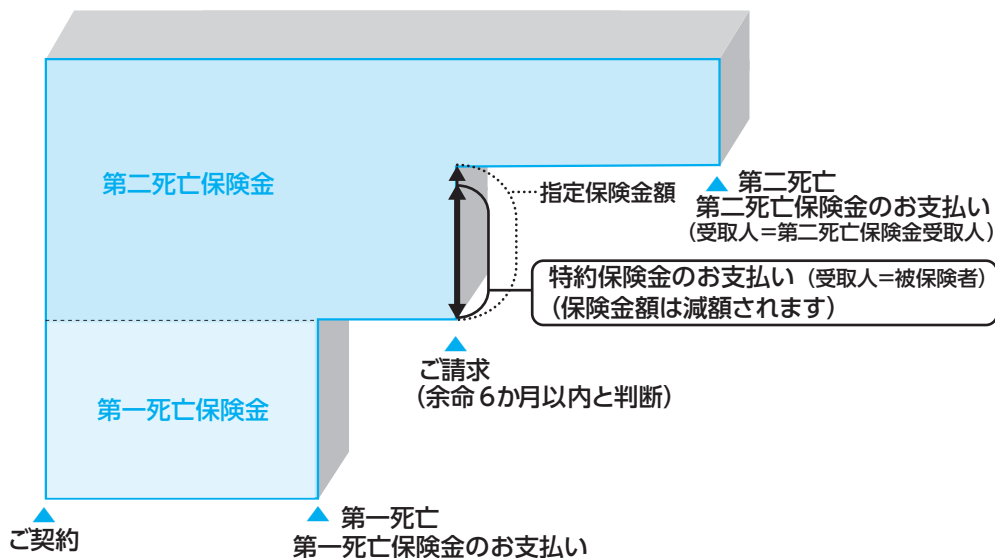 第二死亡保険金
指定保険金額
第二死亡
第二死亡保険金のお支払い
(受取人=第二死亡保険金受取人)
特約保険金のお支払い(受取人=被保険者)
(保険金額は減額されます)
ご請求
(余命6か月以内と判断)
第一死亡保険金
ご契約
第一死亡
第一死亡保険金のお支払い